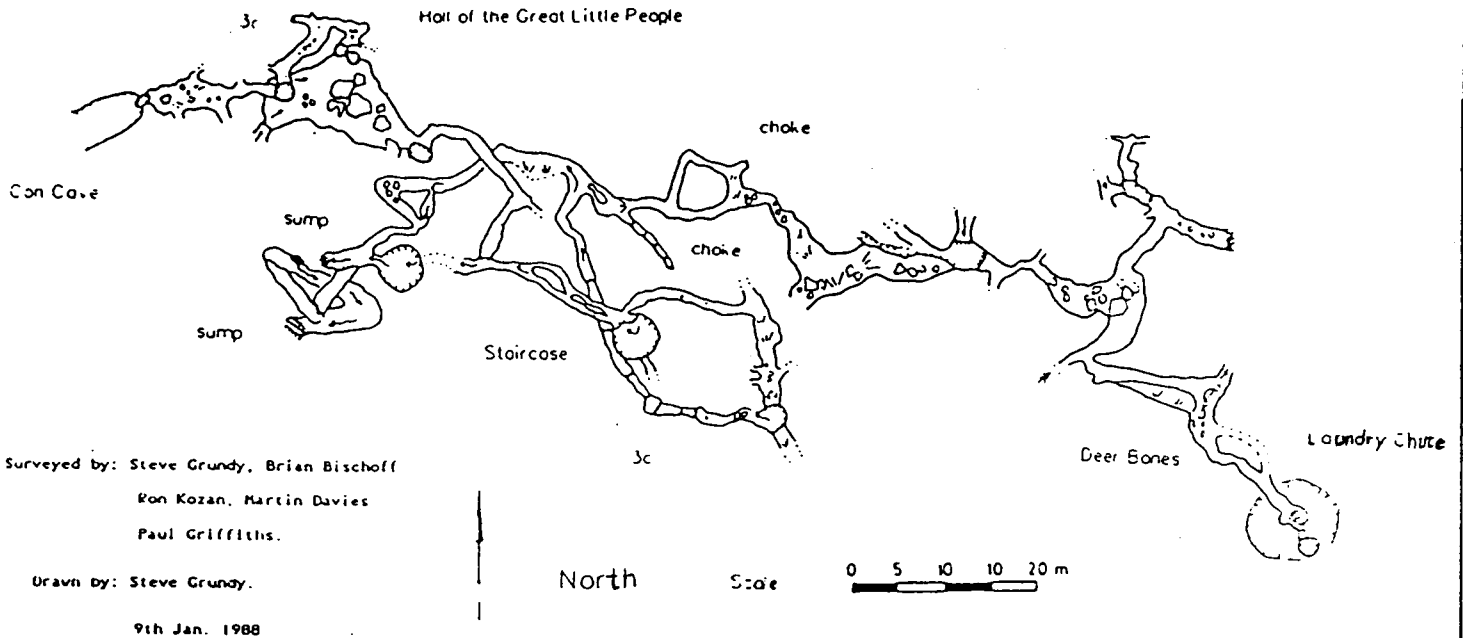 3c
Hall of the Great Little People
choke
Con Cave
sump
choke
sump
Staircase
Laundry Chute
Deer Bones
3c
Surveyed by: Steve Grundy, Brian Bischoff
Ron Kozan, Martin Davies
Paul Griffiths.
North
Scale
0 5 10 10 20 m
Drawn by: Steve Grundy.
9th Jan. 1988